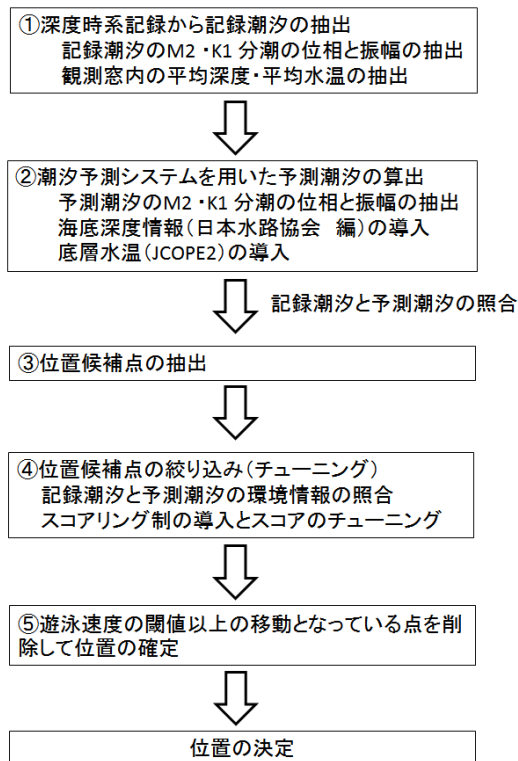 ①深度時系記録から記録潮汐の抽出
記録潮汐のM2・K1分潮の位相と振幅の抽出
観測窓内の平均深度・平均水温の抽出
②潮汐予測システムを用いた予測潮汐の算出
予測潮汐のM2・K1分潮の位相と振幅の抽出
海底深度情報(日本水路協会 編)の導入
底層水温(JCOPE2)の導入
記録潮汐と予測潮汐の照合
③位置候補点の抽出
④位置候補点の絞り込み(チューニング)
記録潮汐と予測潮汐の環境情報の照合
スコアリング制の導入とスコアのチューニング
⑤遊泳速度の閾値以上の移動となっている点を削
除して位置の確定
位置の決定